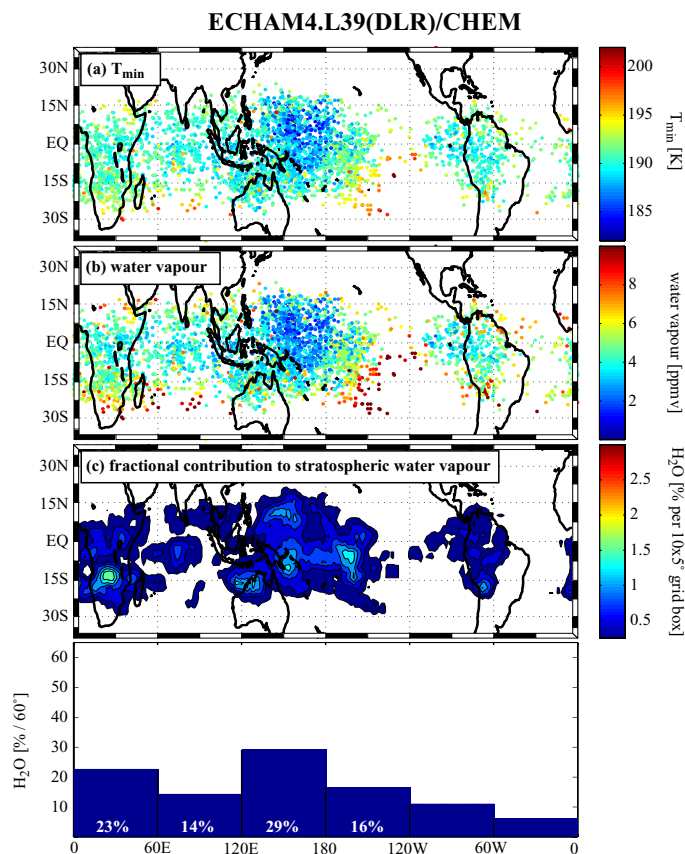 ECHAM4.L39(DLR)/CHEM
(a) Tmin
30N
15N
EQ
15S
30S
200
195
190
185
Tmin [K]
(b) water vapour
30N
15N
EQ
15S
30S
8
6
4
2
water vapour [ppmv]
(c) fractional contribution to stratospheric water vapour
30N
15N
EQ
15S
30S
2.5
2
1.5
1
0.5
H2O [% per 10x5° grid box]
60
50
40
30
20
10
H2O [% / 60°]
23% 14% 29% 16%
0 60E 120E 180 120W 60W 0